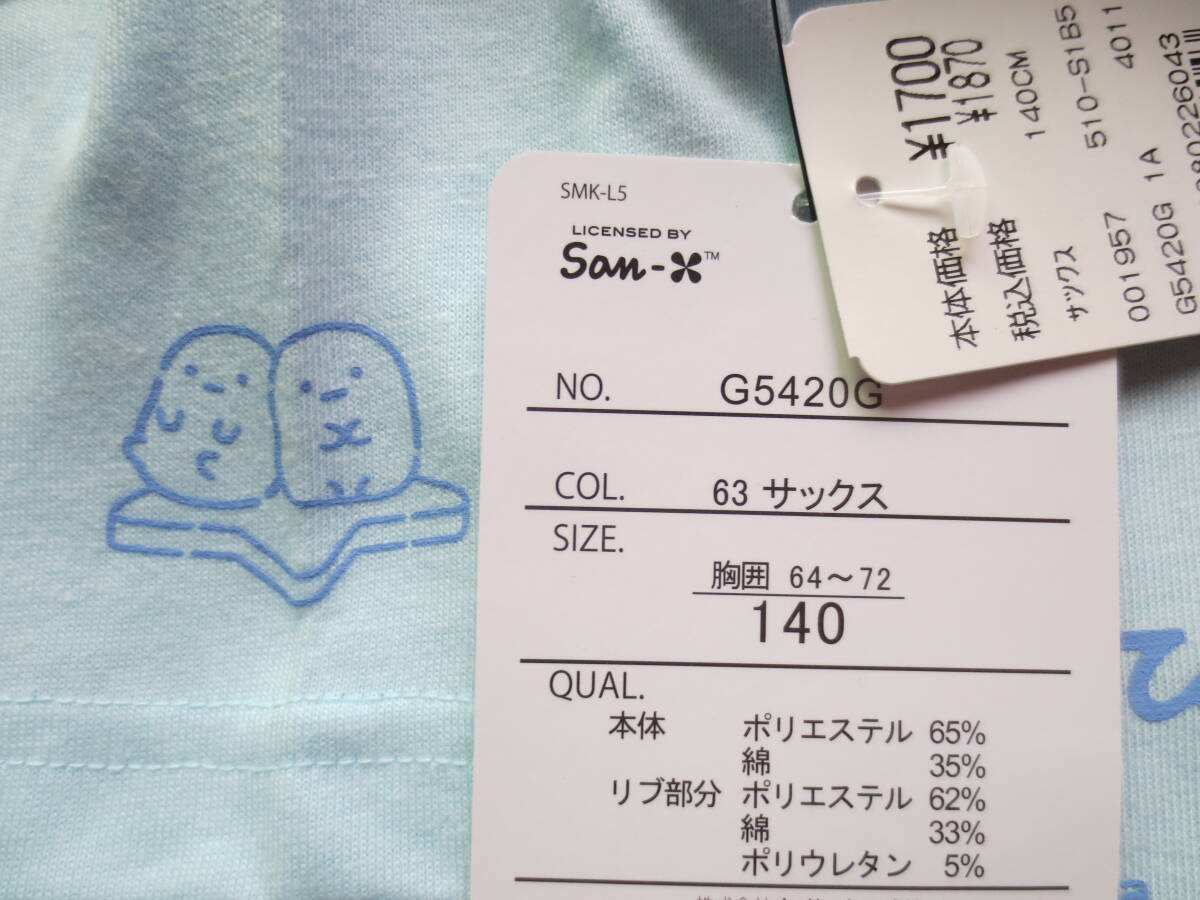 SMK-L5
LICENSED BY
San-X™
NO. G5420G
COL. 63 サックス
SIZE.
胸囲 64～72
140
QUAL.
本体 ポリエステル 65%
綿 35%
リブ部分 ポリエステル 62%
綿 33%
ポリウレタン 5%
本体価格 ¥1700
税込価格 ¥1870
サックス 140CM
001957 510-S1B5
G5420G 1A 4011